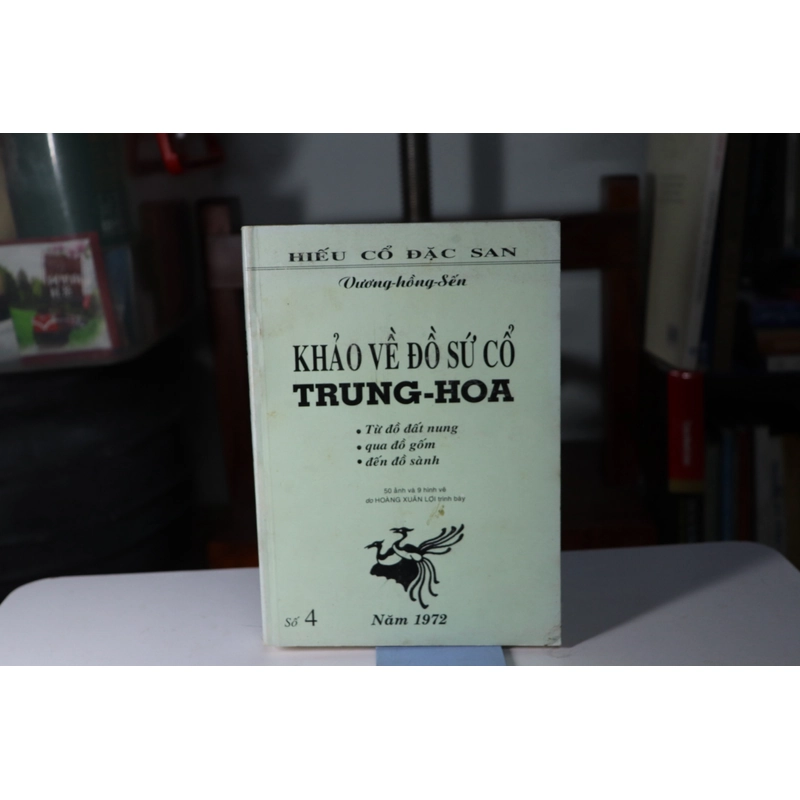 HIẾU CỔ ĐẶC SAN
Vương-hồng-Sển
KHẢO VỀ ĐỒ SỨ CỔ
TRUNG-HOA
• Từ đồ đất nung
• qua đồ gốm
• đến đồ sành
50 ảnh và 9 hình vẽ
do HOÀNG XUÂN LỢI trình bày
Số 4
Năm 1972